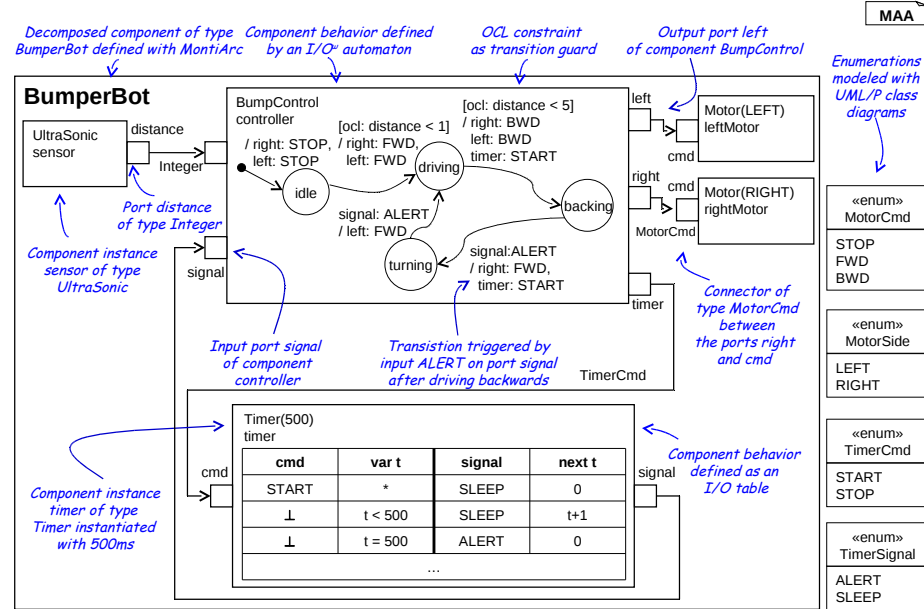 MAA
Decomposed component of type
BumperBot defined with MontiArc
Component behavior defined
by an I/O^ω automaton
OCL constraint
as transition guard
Output port left
of component BumpControl
Enumerations
modeled with
UML/P class
diagrams
BumperBot
UltraSonic
sensor
distance
Integer
Port distance
of type Integer
Component instance
sensor of type
UltraSonic
BumpControl
controller
/ right: STOP,
left: STOP
idle
[ocl: distance < 1]
/ right: FWD,
left: FWD
driving
[ocl: distance < 5]
/ right: BWD
left: BWD
timer: START
backing
signal: ALERT
/ left: FWD
turning
signal:ALERT
/ right: FWD,
timer: START
signal
left
right
MotorCmd
timer
Motor(LEFT)
leftMotor
cmd
cmd
Motor(RIGHT)
rightMotor
Input port signal
of component
controller
Transistion triggered by
input ALERT on port signal
after driving backwards
TimerCmd
Connector of
type MotorCmd
between
the ports right
and cmd
«enum»
MotorCmd
STOP
FWD
BWD
«enum»
MotorSide
LEFT
RIGHT
«enum»
TimerCmd
START
STOP
«enum»
TimerSignal
ALERT
SLEEP
Component instance
timer of type
Timer instantiated
with 500ms
cmd
Timer(500)
timer
cmd var t signal next t
START * SLEEP 0
⊥ t < 500 SLEEP t+1
⊥ t = 500 ALERT 0
...
signal
Component behavior
defined as an
I/O table